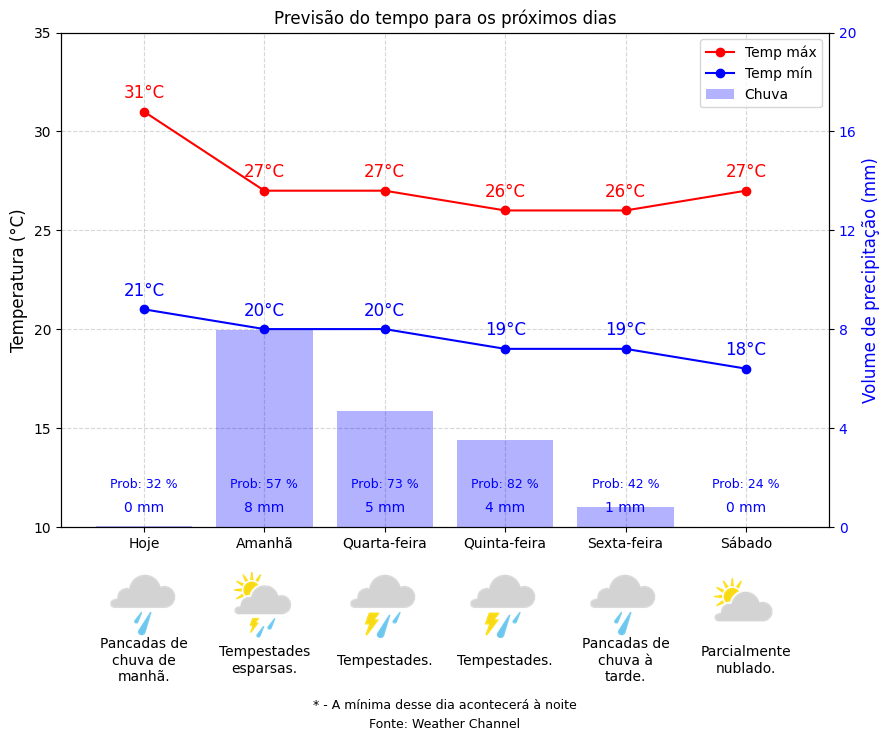 Previsão do tempo para os próximos dias
Temp máx
Temp mín
Chuva
Temperatura (°C)
Volume de precipitação (mm)
35
30
25
20
15
10
20
16
12
8
4
0
31°C
27°C
27°C
26°C
26°C
27°C
21°C
20°C
20°C
19°C
19°C
18°C
Prob: 32 %
Prob: 57 %
Prob: 73 %
Prob: 82 %
Prob: 42 %
Prob: 24 %
0 mm
8 mm
5 mm
4 mm
1 mm
0 mm
Hoje
Amanhã
Quarta-feira
Quinta-feira
Sexta-feira
Sábado
Pancadas de
chuva de
manhã.
Tempestades
esparsas.
Tempestades.
Tempestades.
Pancadas de
chuva à
tarde.
Parcialmente
nublado.
* - A mínima desse dia acontecerá à noite
Fonte: Weather Channel